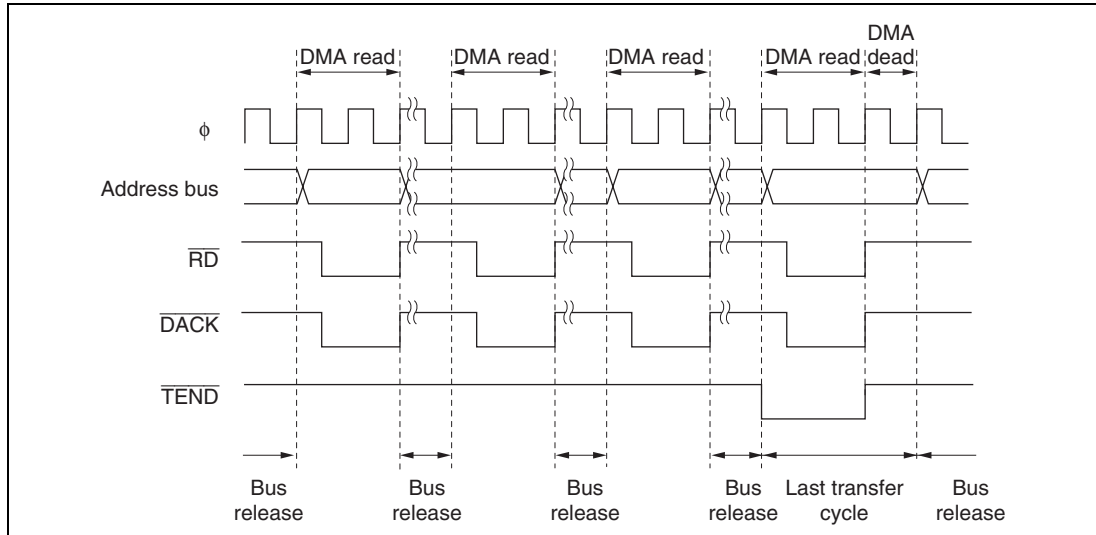 DMA
dead
DMA read DMA read DMA read DMA read
φ
Address bus
RD
DACK
TEND
Bus
release
Bus
release
Bus
release
Bus
release
Last transfer
cycle
Bus
release